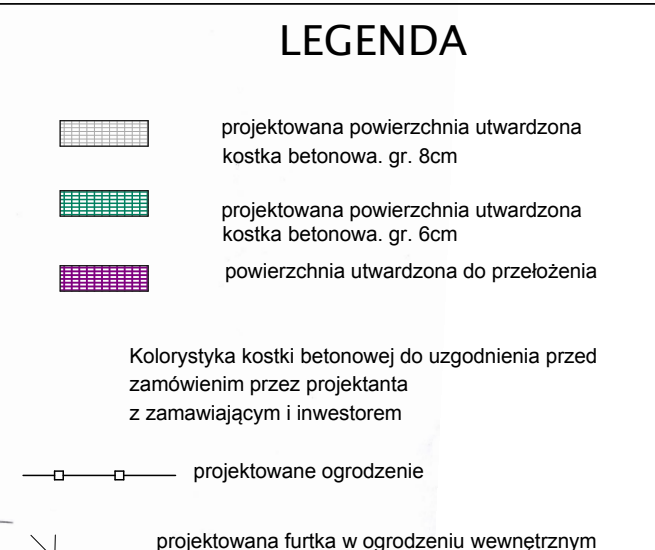 LEGENDA
projektowana powierzchnia utwardzona
kostka betonowa. gr. 8cm
projektowana powierzchnia utwardzona
kostka betonowa. gr. 6cm
powierzchnia utwardzona do przełożenia
Kolorystyka kostki betonowej do uzgodnienia przed
zamówienim przez projektanta
z zamawiającym i inwestorem
projektowane ogrodzenie
projektowana furtka w ogrodzeniu wewnętrznym